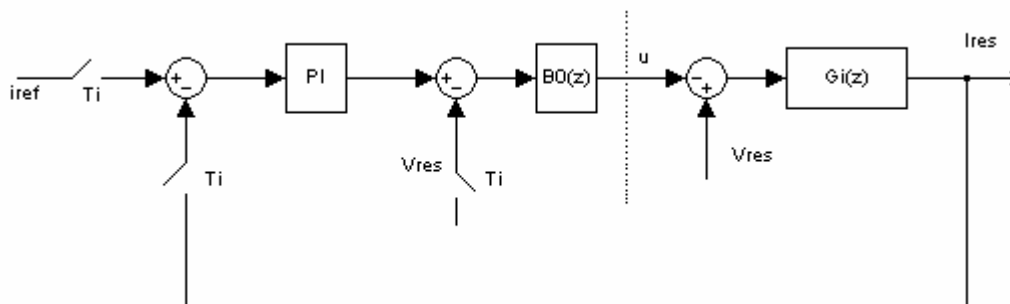 iref
Ti
+
−
PI
Vres
+
−
Ti
B0(z)
u
−
+
Vres
Gi(z)
Ires
Ti